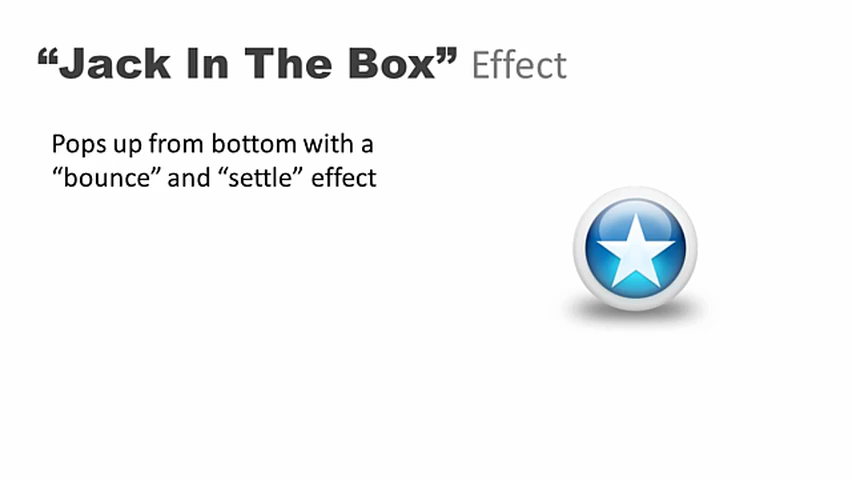 “Jack In The Box” Effect
Pops up from bottom with a
“bounce” and “settle” effect